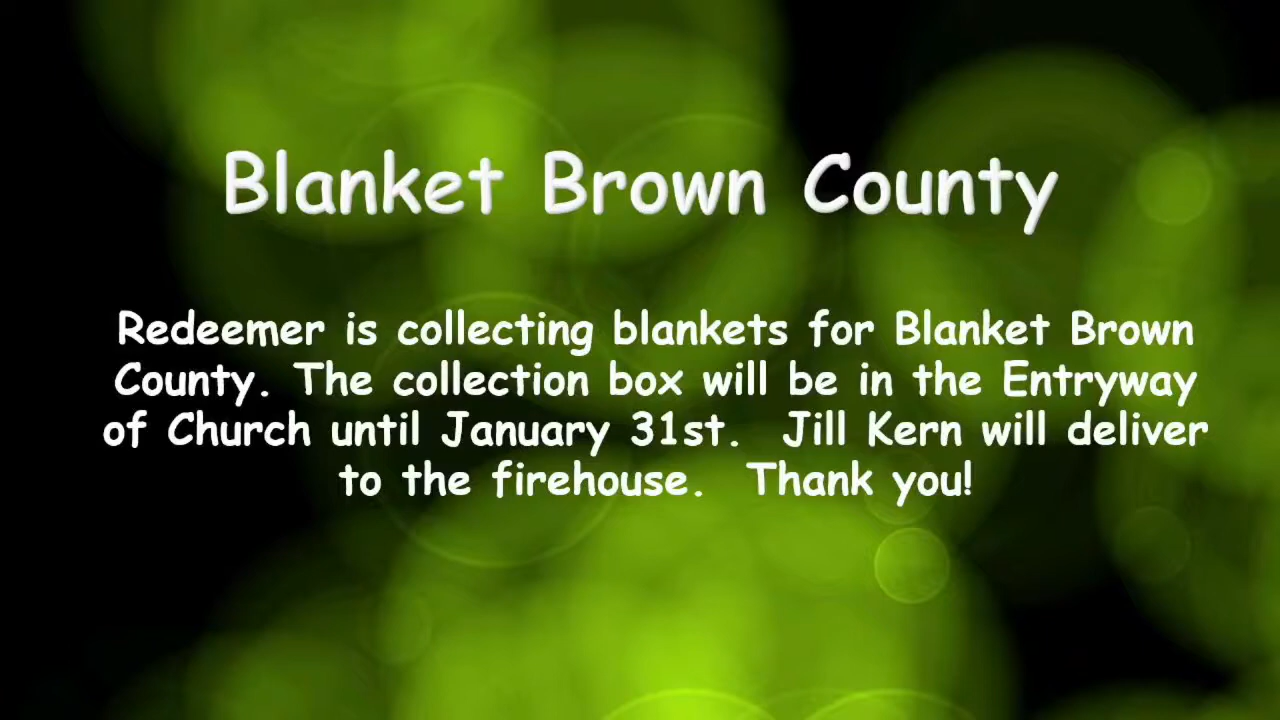 Blanket Brown County
Redeemer is collecting blankets for Blanket Brown
County. The collection box will be in the Entryway
of Church until January 31st.  Jill Kern will deliver
to the firehouse.  Thank you!